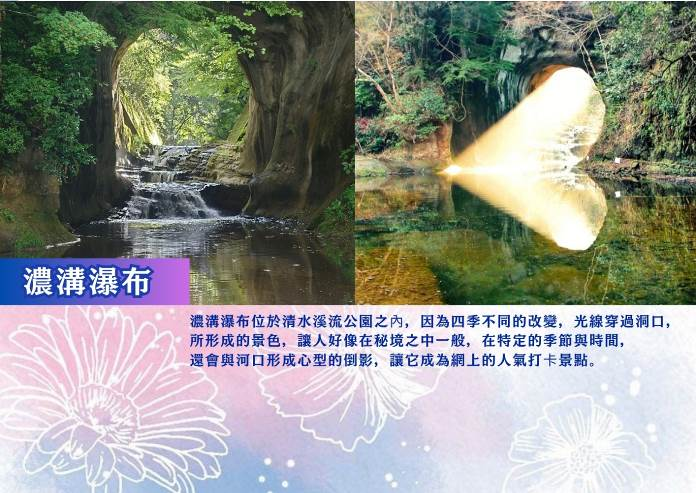 濃溝瀑布
濃溝瀑布位於清水溪流公園之內，因為四季不同的改變，光線穿過洞口，
所形成的景色，讓人好像在秘境之中一般，在特定的季節與時間，
還會與河口形成心型的倒影，讓它成為網上的人氣打卡景點。